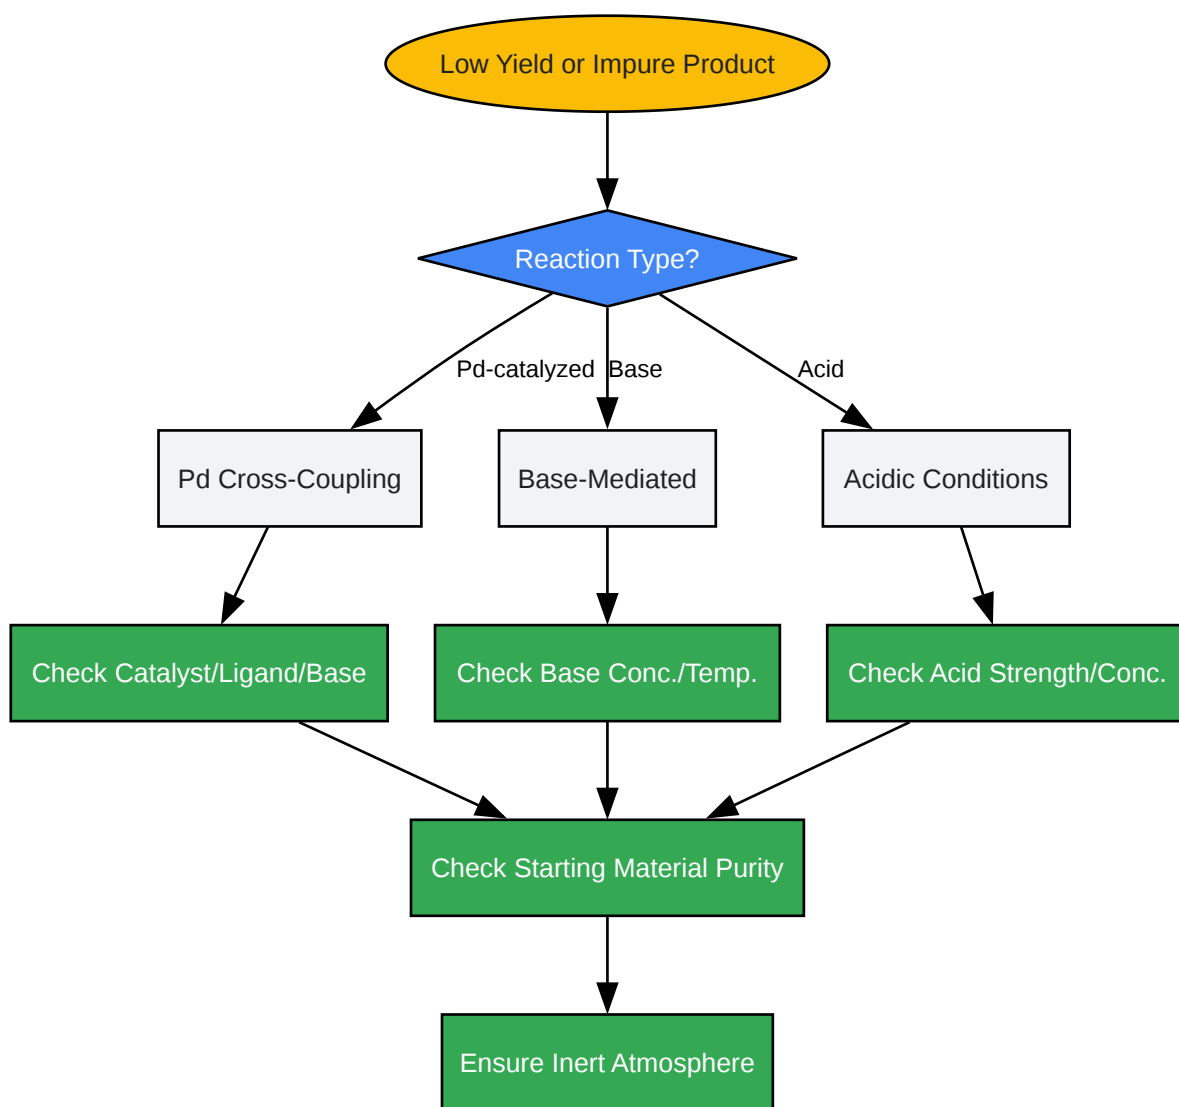 Low Yield or Impure Product
Reaction Type?
Pd-catalyzed
Base
Acid
Pd Cross-Coupling
Base-Mediated
Acidic Conditions
Check Catalyst/Ligand/Base
Check Base Conc./Temp.
Check Acid Strength/Conc.
Check Starting Material Purity
Ensure Inert Atmosphere